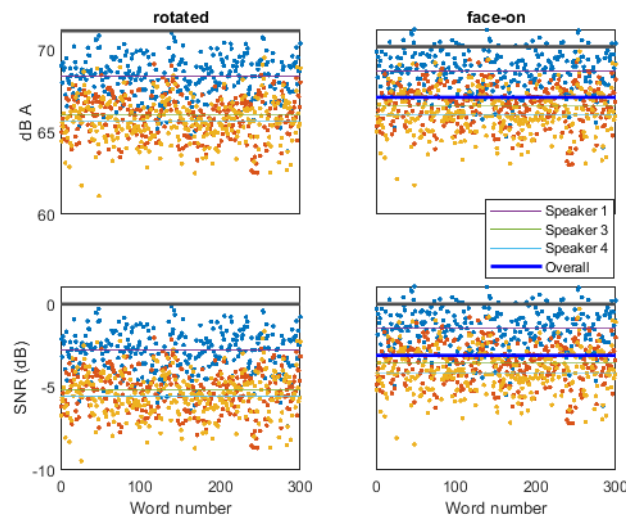 rotated
face-on
70
65
60
dB A
Speaker 1
Speaker 3
Speaker 4
Overall
0
-5
-10
SNR (dB)
0 100 200 300
0 100 200 300
Word number
Word number